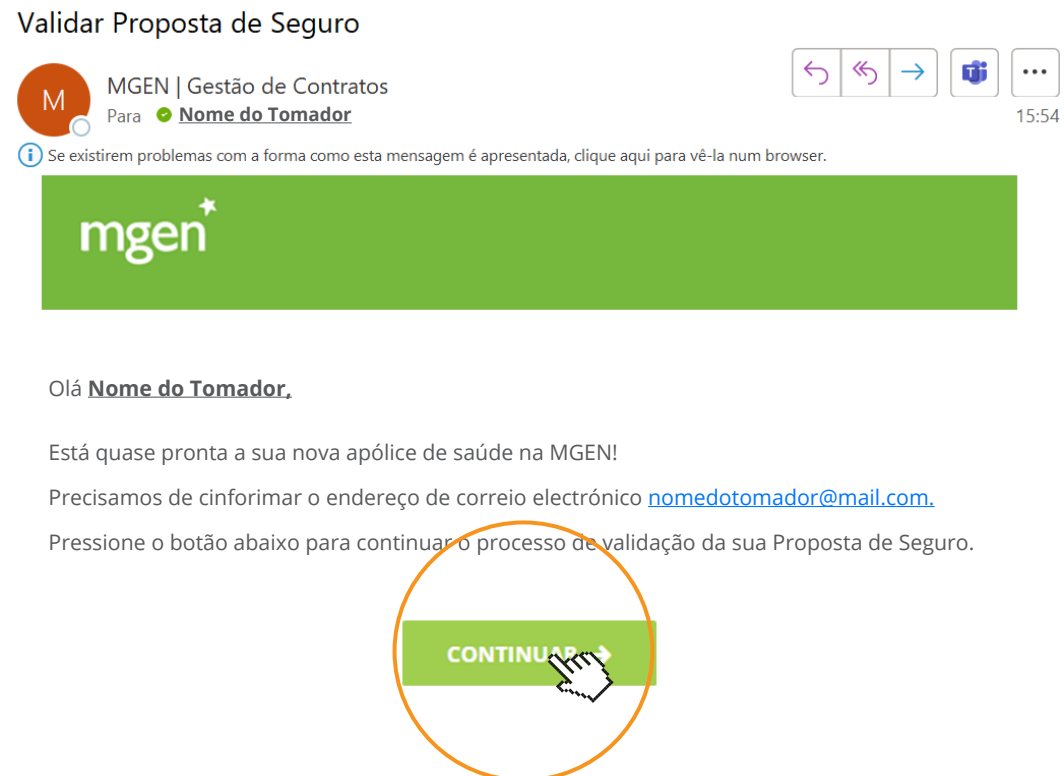 Validar Proposta de Seguro
M
MGEN | Gestão de Contratos
Para Nome do Tomador
15:54
Se existirem problemas com a forma como esta mensagem é apresentada, clique aqui para vê-la num browser.
mgen
Olá Nome do Tomador,
Está quase pronta a sua nova apólice de saúde na MGEN!
Precisamos de cinforimar o endereço de correio electrónico nomedotomador@mail.com.
Pressione o botão abaixo para continuar o processo de validação da sua Proposta de Seguro.
CONTINUAR